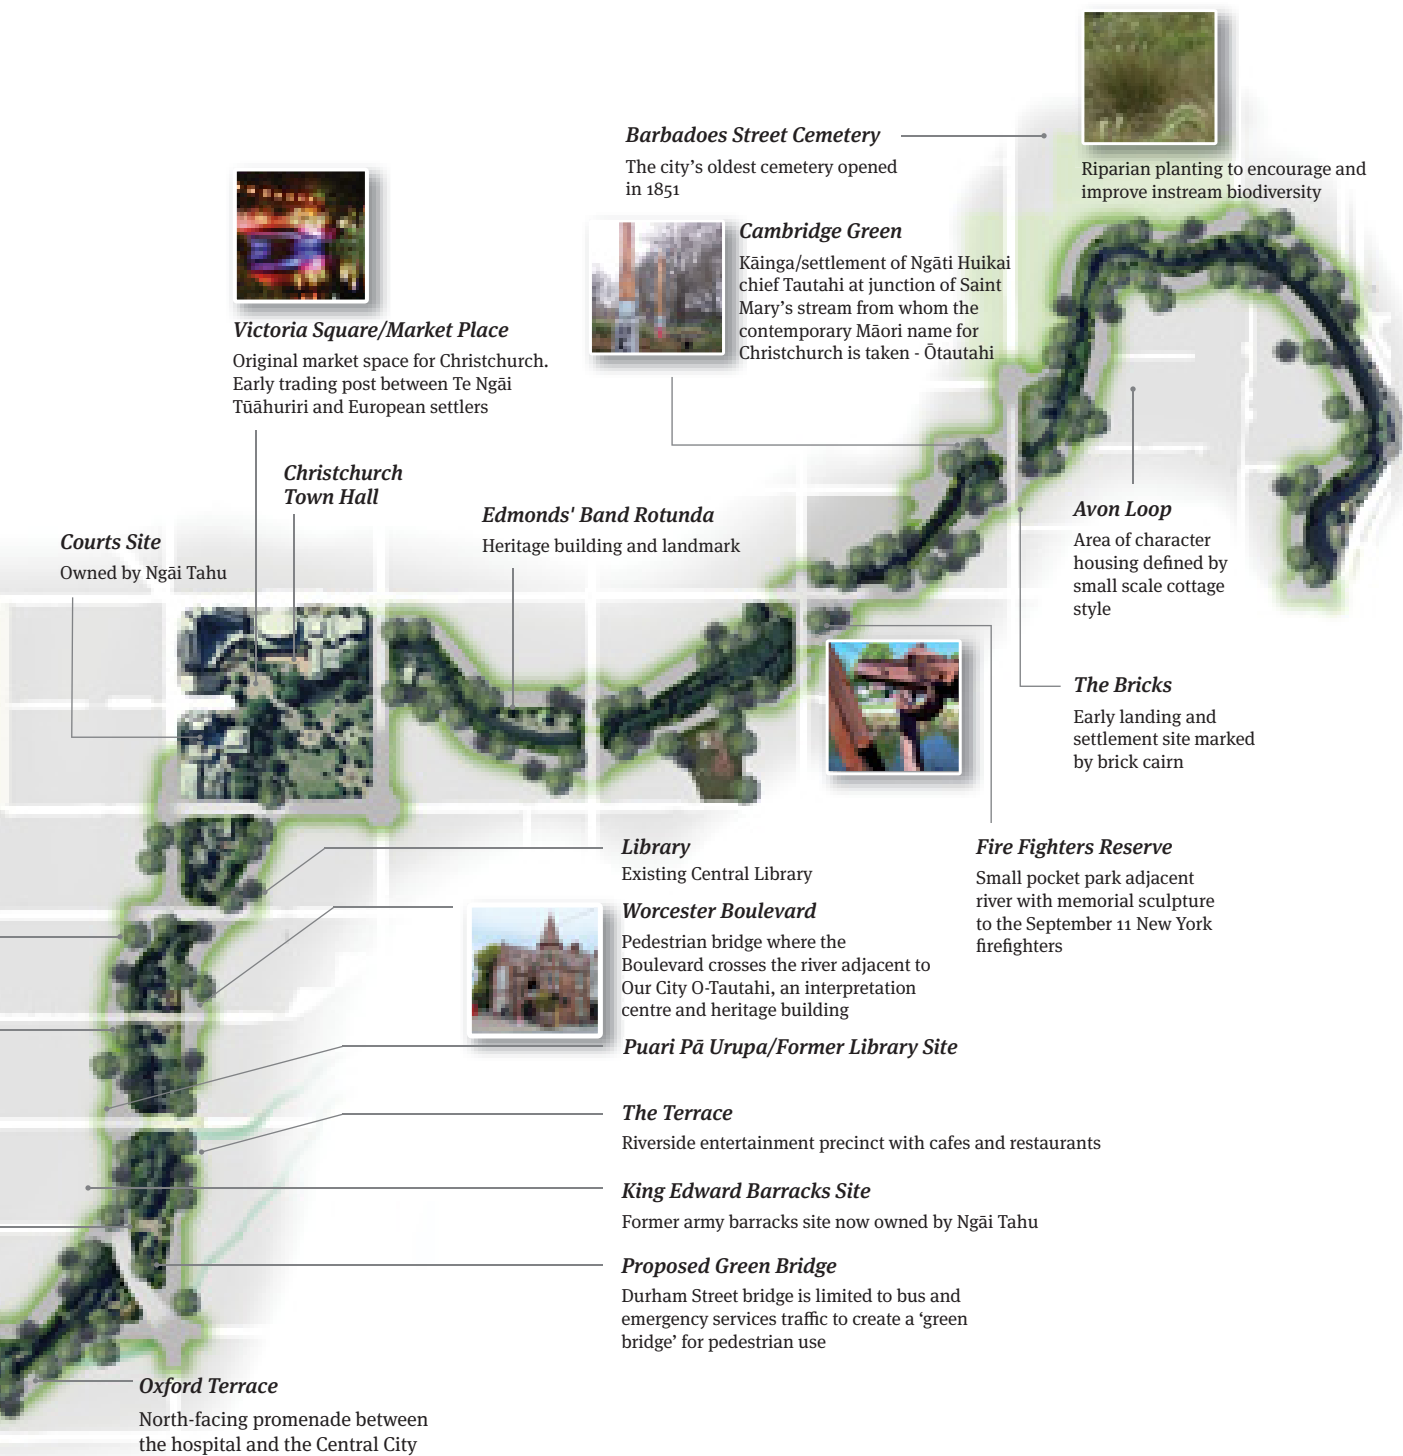 Barbadoes Street Cemetery
The city's oldest cemetery opened
in 1851
Riparian planting to encourage and
improve instream biodiversity
Cambridge Green
Kāinga/settlement of Ngāti Huikai
chief Tautahi at junction of Saint
Mary's stream from whom the
contemporary Māori name for
Christchurch is taken - Ōtautahi
Victoria Square/Market Place
Original market space for Christchurch.
Early trading post between Te Ngāi
Tūāhuriri and European settlers
Christchurch
Town Hall
Edmonds' Band Rotunda
Heritage building and landmark
Courts Site
Owned by Ngāi Tahu
Avon Loop
Area of character
housing defined by
small scale cottage
style
The Bricks
Early landing and
settlement site marked
by brick cairn
Library
Existing Central Library
Fire Fighters Reserve
Small pocket park adjacent
river with memorial sculpture
to the September 11 New York
firefighters
Worcester Boulevard
Pedestrian bridge where the
Boulevard crosses the river adjacent to
Our City O-Tautahi, an interpretation
centre and heritage building
Puari Pā Urupa/Former Library Site
The Terrace
Riverside entertainment precinct with cafes and restaurants
King Edward Barracks Site
Former army barracks site now owned by Ngāi Tahu
Proposed Green Bridge
Durham Street bridge is limited to bus and
emergency services traffic to create a ‘green
bridge’ for pedestrian use
Oxford Terrace
North-facing promenade between
the hospital and the Central City